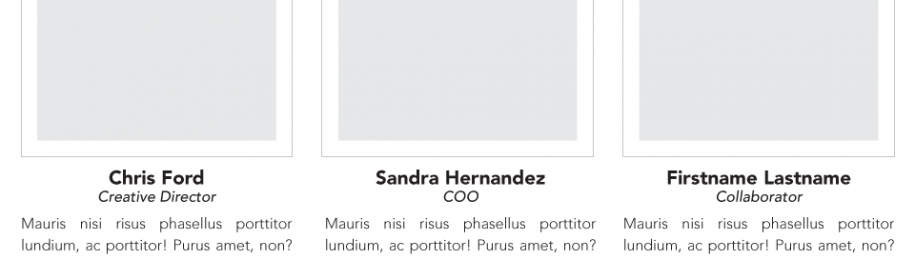 Chris Ford
Creative Director
Mauris nisi risus phasellus porttitor
lundium, ac porttitor! Purus amet, non?
Sandra Hernandez
COO
Mauris nisi risus phasellus porttitor
lundium, ac porttitor! Purus amet, non?
Firstname Lastname
Collaborator
Mauris nisi risus phasellus porttitor
lundium, ac porttitor! Purus amet, non?